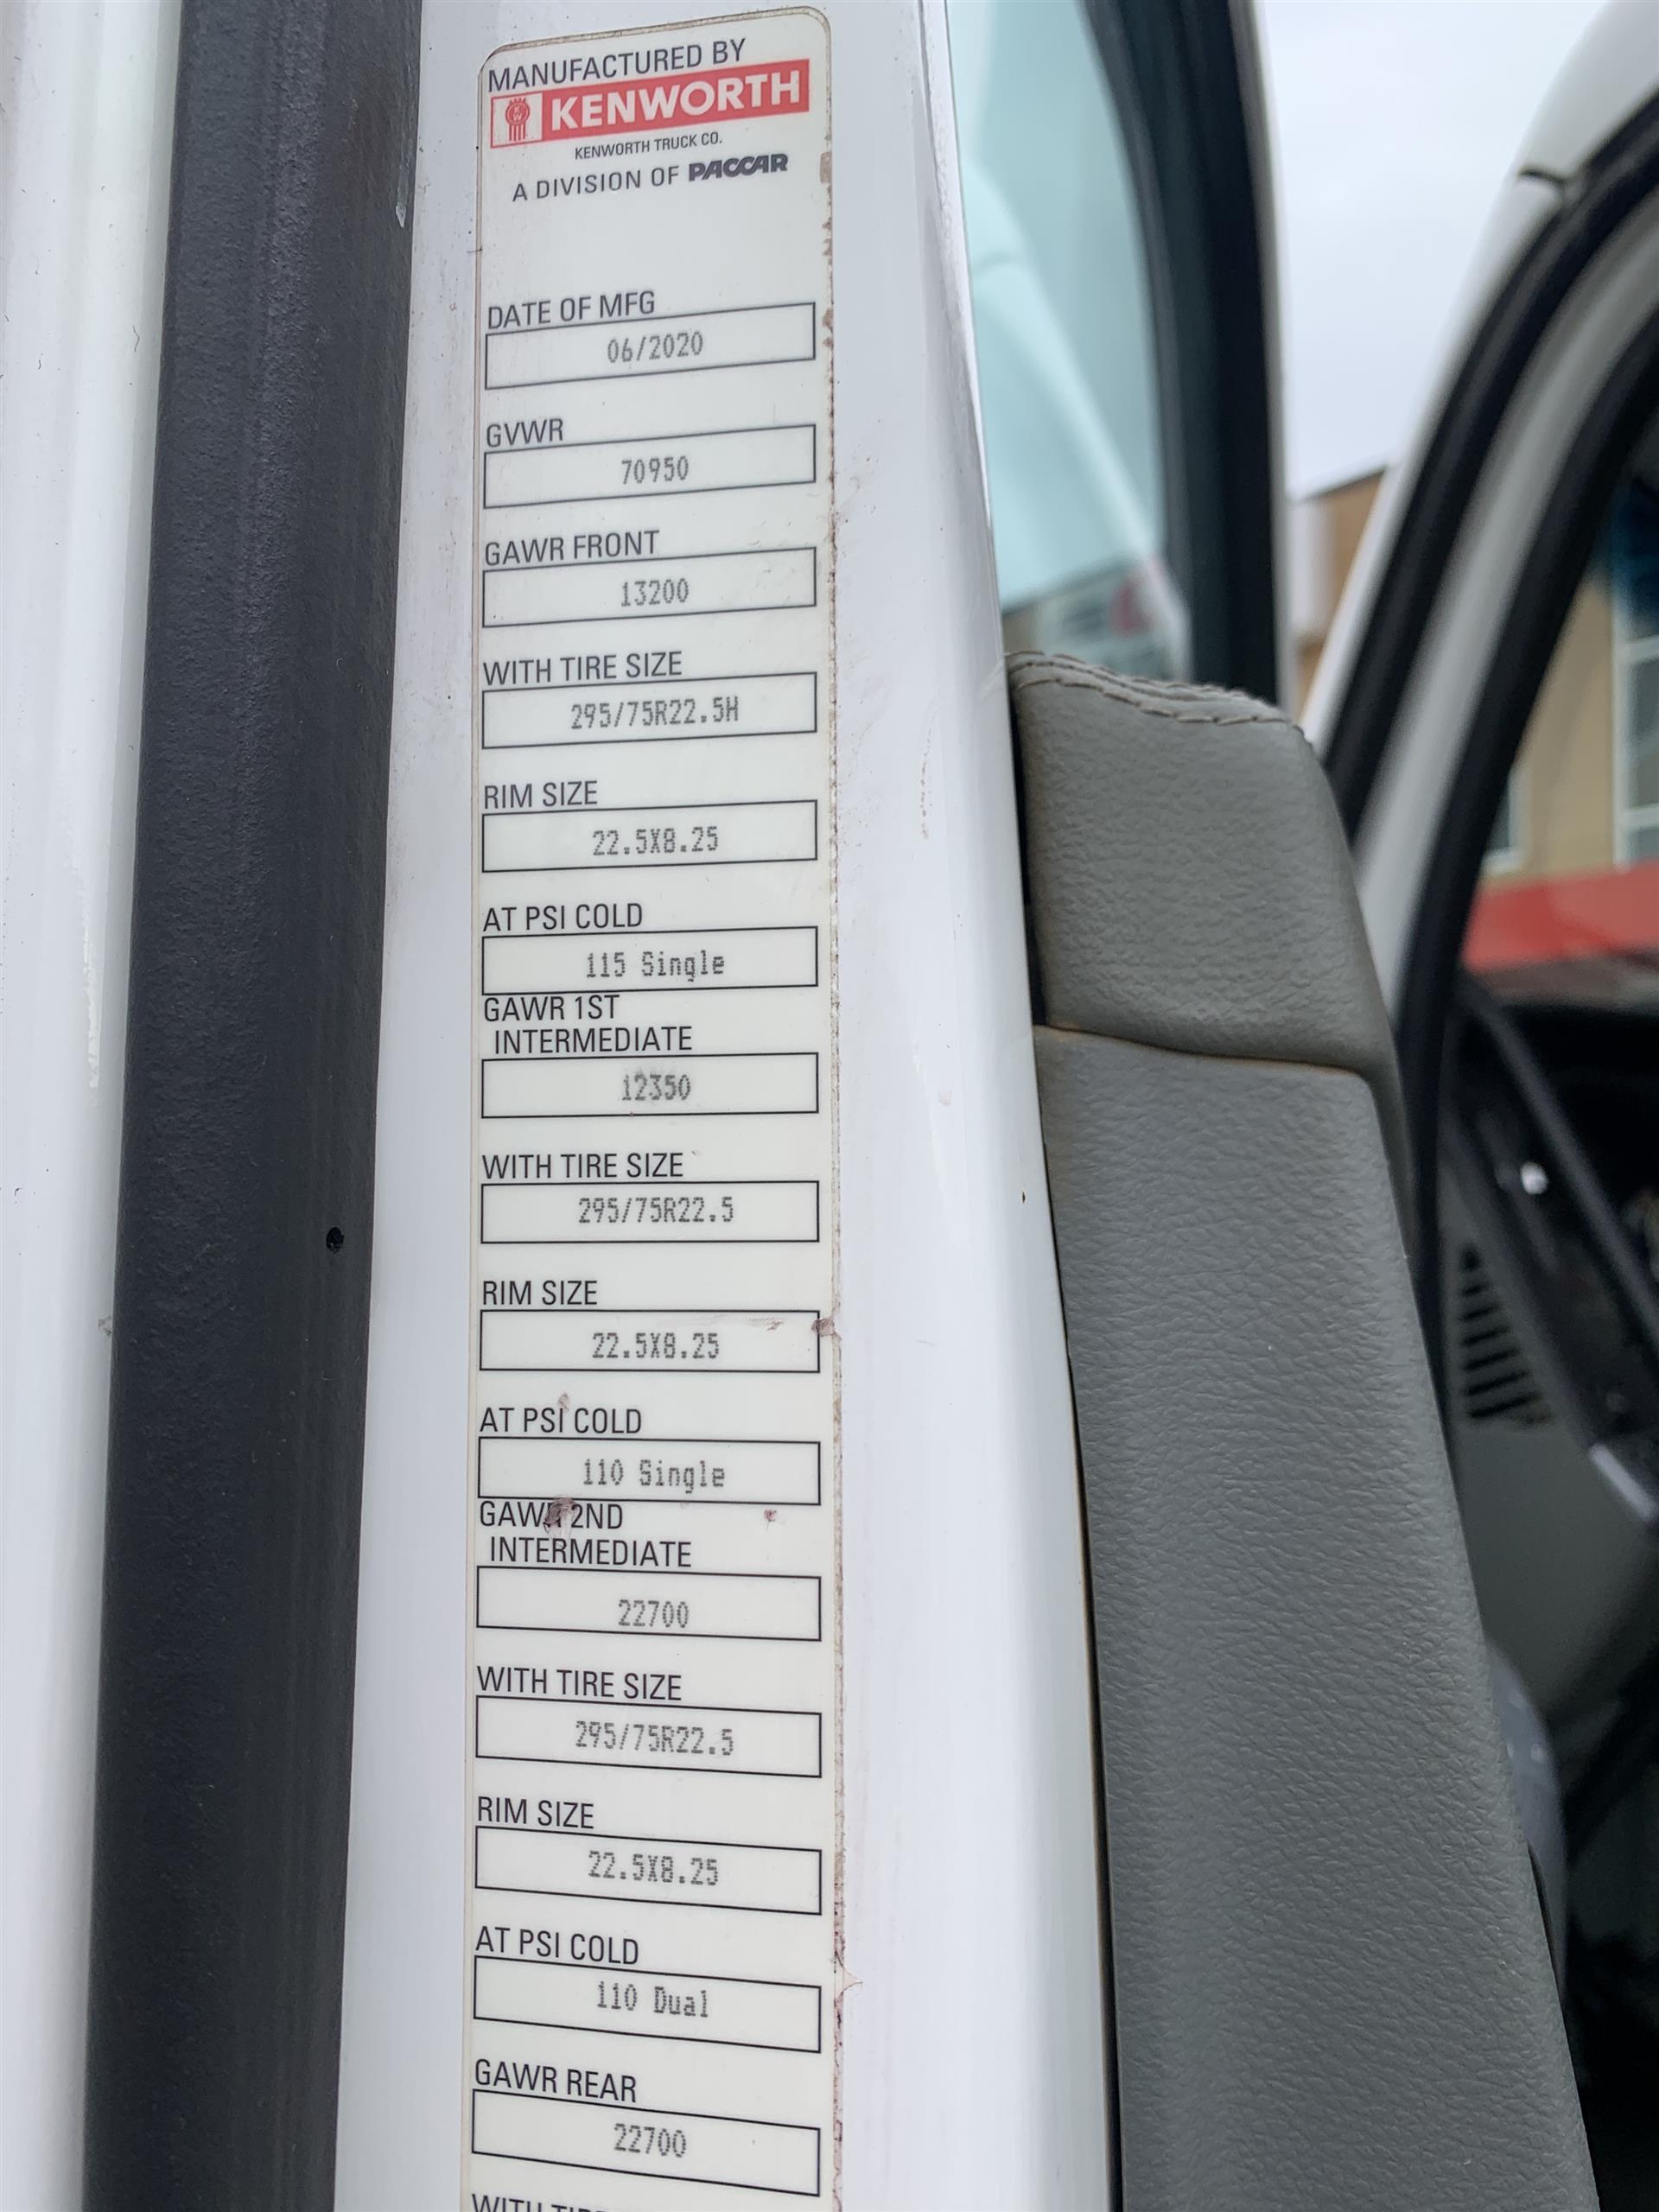 MANUFACTURED BY
KENWORTH
KENWORTH TRUCK CO.
A DIVISION OF PACCAR
DATE OF MFG
06/2020
GVWR
70950
GAWR FRONT
13200
WITH TIRE SIZE
295/75R22.5H
RIM SIZE
22.5X8.25
AT PSI COLD
115 Single
GAWR 1ST
INTERMEDIATE
12350
WITH TIRE SIZE
295/75R22.5
RIM SIZE
22.5X8.25
AT PSI COLD
110 Single
GAWR 2ND
INTERMEDIATE
22700
WITH TIRE SIZE
295/75R22.5
RIM SIZE
22.5X8.25
AT PSI COLD
110 Dual
GAWR REAR
22700
WITH